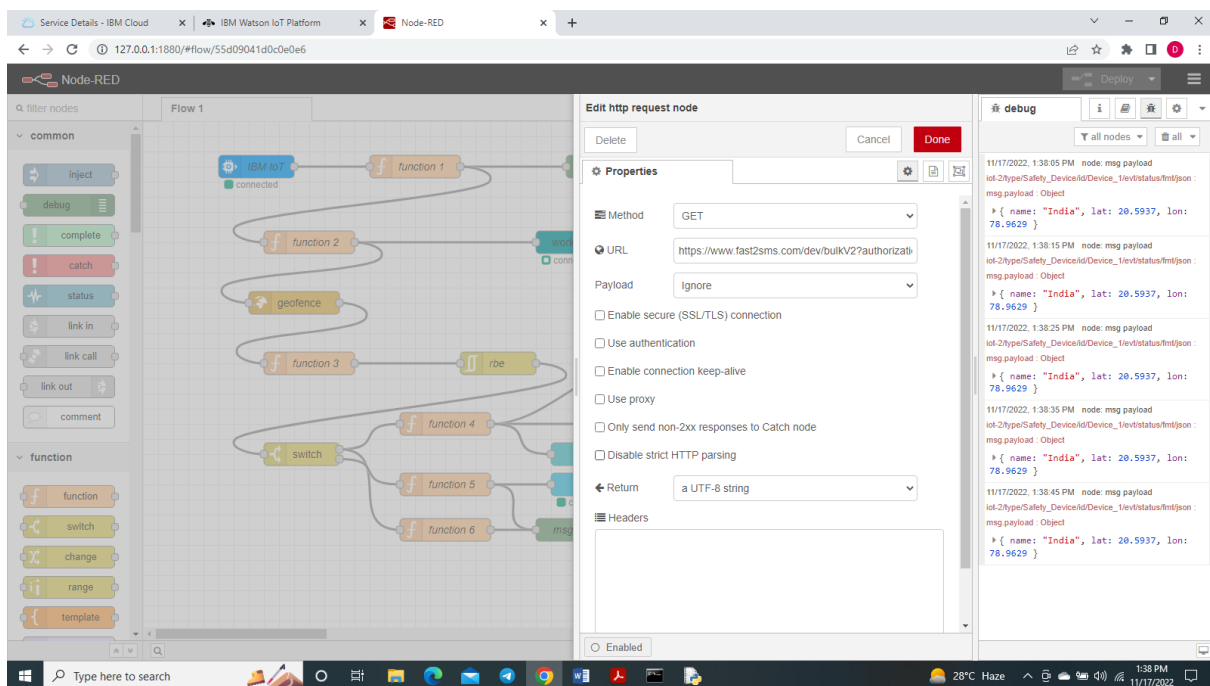 Service Details - IBM Cloud
IBM Watson IoT Platform
Node-RED
127.0.0.1:1880/#flow/55d09041d0c0e0e6
D
Node-RED
Deploy
filter nodes
common
inject
debug
complete
catch
status
link in
link call
link out
comment
function
function
switch
change
range
template
Flow 1
IBM IoT
connected
function 1
function 2
geofence
function 3
rbe
switch
function 4
function 5
function 6
msg
Edit http request node
Delete
Cancel
Done
Properties
Method
GET
URL
https://www.fast2sms.com/dev/bulkV2?authorizati
Payload
Ignore
Enable secure (SSL/TLS) connection
Use authentication
Enable connection keep-alive
Use proxy
Only send non-2xx responses to Catch node
Disable strict HTTP parsing
Return
a UTF-8 string
Headers
Enabled
debug
all nodes
all
11/17/2022, 1:38:05 PM node: msg payload
iot-2/type/Safety_Device/id/Device_1/evt/status/fmt/json :
msg.payload : Object
{ name: "India", lat: 20.5937, lon:
78.9629 }
11/17/2022, 1:38:15 PM node: msg payload
iot-2/type/Safety_Device/id/Device_1/evt/status/fmt/json :
msg.payload : Object
{ name: "India", lat: 20.5937, lon:
78.9629 }
11/17/2022, 1:38:25 PM node: msg payload
iot-2/type/Safety_Device/id/Device_1/evt/status/fmt/json :
msg.payload : Object
{ name: "India", lat: 20.5937, lon:
78.9629 }
11/17/2022, 1:38:35 PM node: msg payload
iot-2/type/Safety_Device/id/Device_1/evt/status/fmt/json :
msg.payload : Object
{ name: "India", lat: 20.5937, lon:
78.9629 }
11/17/2022, 1:38:45 PM node: msg payload
iot-2/type/Safety_Device/id/Device_1/evt/status/fmt/json :
msg.payload : Object
{ name: "India", lat: 20.5937, lon:
78.9629 }
Type here to search
28°C Haze
1:38 PM
11/17/2022